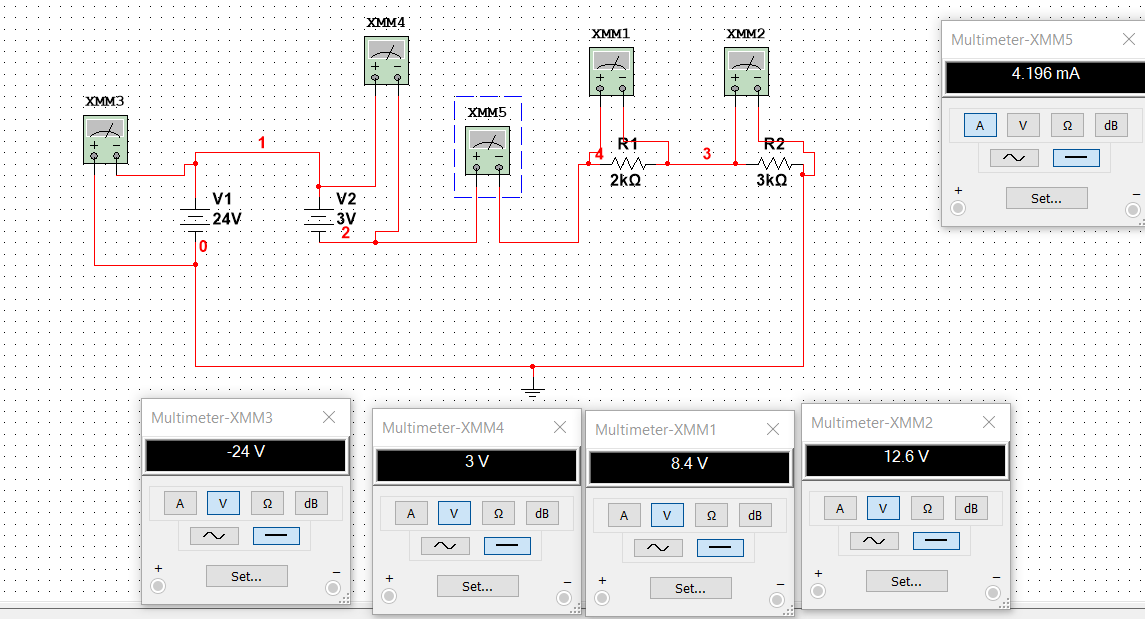 XMM4
XMM1
XMM2
Multimeter-XMM5
4.196 mA
A V Ω dB
Set...
+ −
XMM3
XMM5
1
4
R1
2kΩ
3
R2
3kΩ
V1
24V
V2
3V
2
0
Multimeter-XMM3
-24 V
A V Ω dB
Set...
+ −
Multimeter-XMM4
3 V
A V Ω dB
Set...
+ −
Multimeter-XMM1
8.4 V
A V Ω dB
Set...
+ −
Multimeter-XMM2
12.6 V
A V Ω dB
Set...
+ −